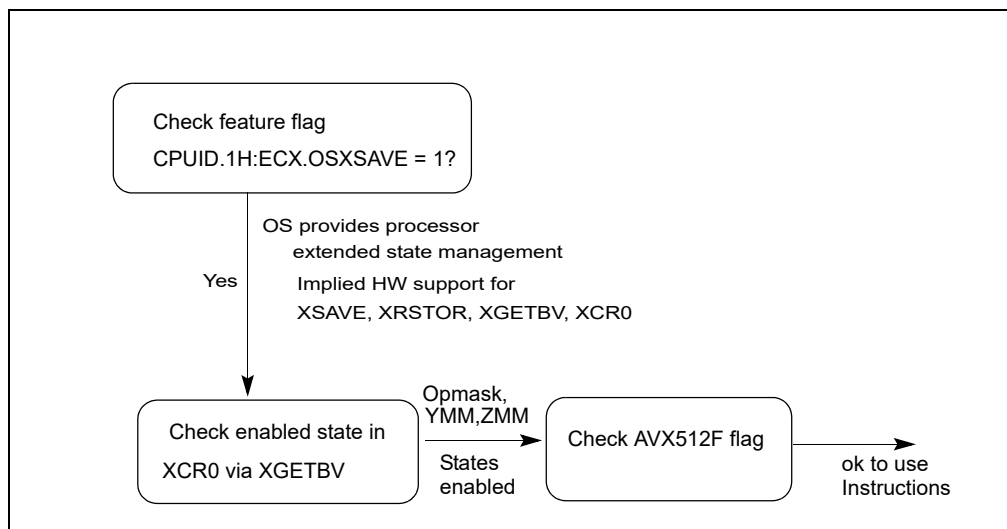 Check feature flag
CPUID.1H:ECX.OSXSAVE = 1?
OS provides processor
extended state management
Yes
Implied HW support for
XSAVE, XRSTOR, XGETBV, XCR0
Check enabled state in
XCR0 via XGETBV
Opmask,
YMM,ZMM
States
enabled
Check AVX512F flag
ok to use
Instructions